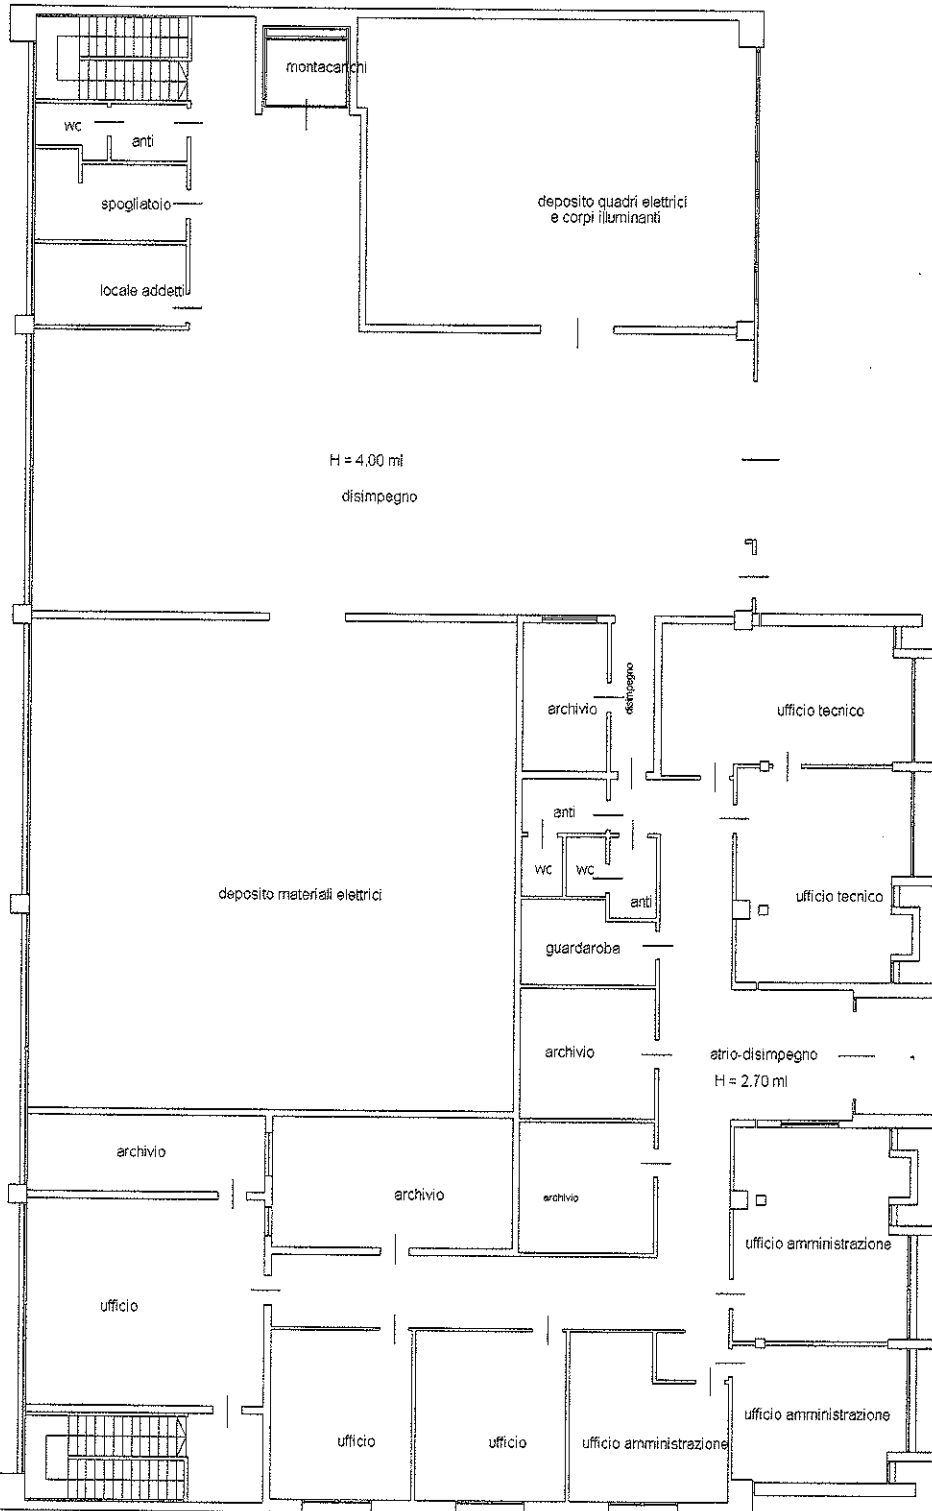 montacarichi
wc
anti
spogliatoio
deposito quadri elettrici
e corpi illuminanti
locale addetti
H = 4,00 ml
disimpegno
archivio
disimpegno
ufficio tecnico
anti
wc
wc
anti
deposito materiali elettrici
ufficio tecnico
guardaroba
archivio
atrio-disimpegno
H = 2.70 ml
archivio
archivio
archivio
ufficio amministrazione
ufficio
ufficio
ufficio
ufficio amministrazione
ufficio amministrazione